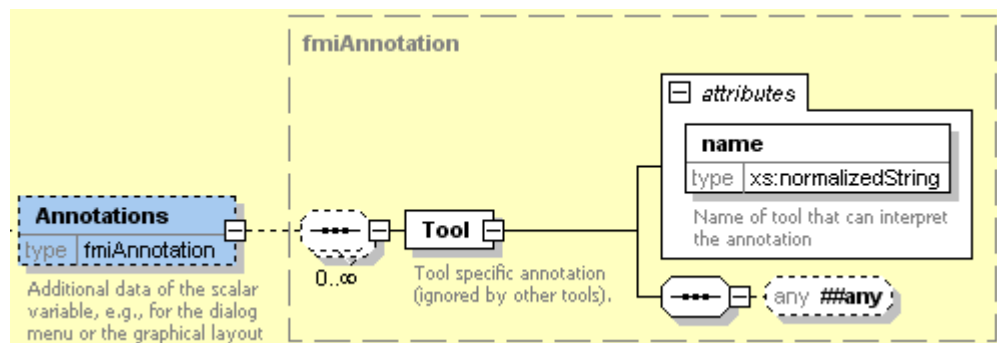 fmiAnnotation
attributes
name
type xs:normalizedString
Name of tool that can interpret
the annotation
Annotations
type fmiAnnotation
Additional data of the scalar
variable, e.g., for the dialog
menu or the graphical layout
0..∞
Tool
Tool specific annotation
(ignored by other tools).
any ##any